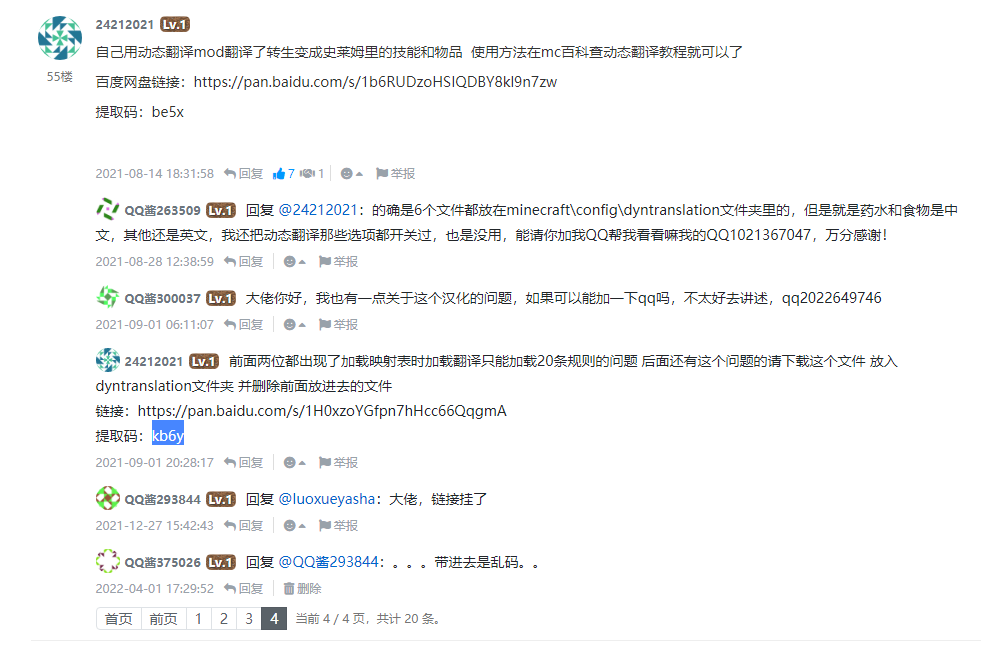 24212021 Lv.1
55楼
自己用动态翻译mod翻译了转生变成史莱姆里的技能和物品 使用方法在mc百科查动态翻译教程就可以了
百度网盘链接：https://pan.baidu.com/s/1b6RUDzoHSIQDBY8kl9n7zw
提取码：be5x
2021-08-14 18:31:58 回复 7 1 举报
QQ酱263509 Lv.1 回复 @24212021：的确是6个文件都放在minecraft\config\dyntranslation文件夹里的，但是就是药水和食物是中
文，其他还是英文，我还把动态翻译那些选项都开关过，也是没用，能请你加我QQ帮我看看嘛我的QQ1021367047，万分感谢！
2021-08-28 12:38:59 回复 举报
QQ酱300037 Lv.1 大佬你好，我也有一点关于这个汉化的问题，如果可以能加一下qq吗，不太好去讲述，qq2022649746
2021-09-01 06:11:07 回复 举报
24212021 Lv.1 前面两位都出现了加载映射表时加载翻译只能加载20条规则的问题 后面还有这个问题的请下载这个文件 放入
dyntranslation文件夹 并删除前面放进去的文件
链接：https://pan.baidu.com/s/1H0xzoYGfpn7hHcc66QqgmA
提取码：kb6y
2021-09-01 20:28:17 回复 举报
QQ酱293844 Lv.1 回复 @luoxueyasha：大佬，链接挂了
2021-12-27 15:42:43 回复 举报
QQ酱375026 Lv.1 回复 @QQ酱293844：。。。带进去是乱码。。
2022-04-01 17:29:52 回复 删除
首页 前页 1 2 3 4 当前 4 / 4 页，共计 20 条。